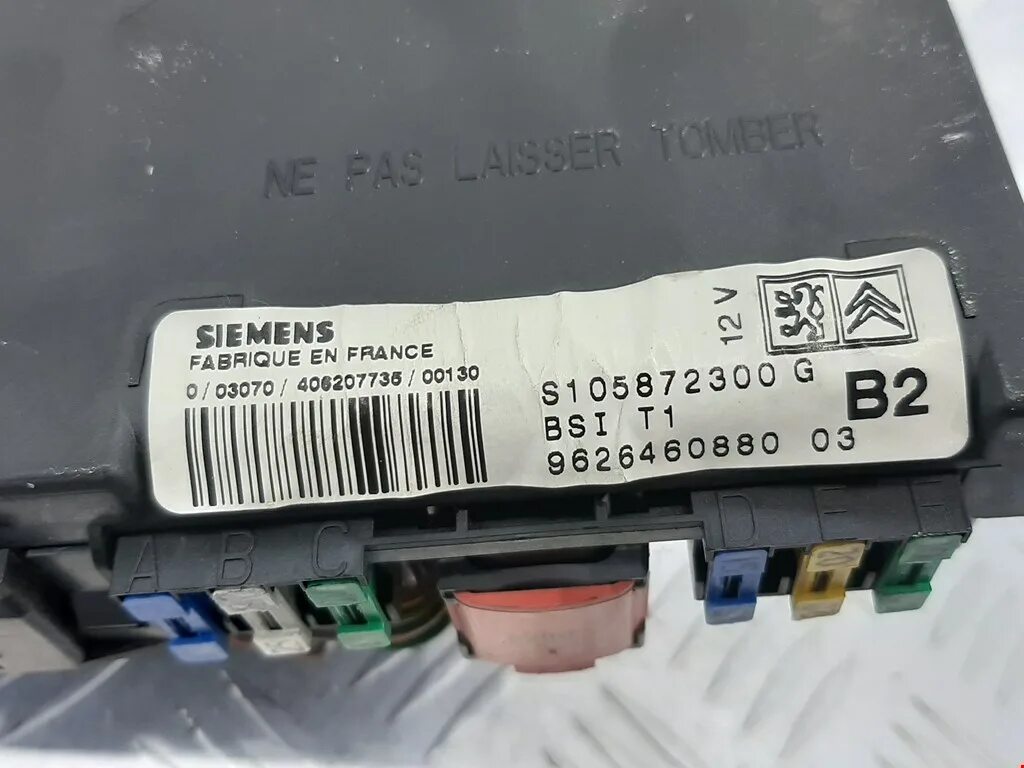 NE PAS LAISSER TOMBER
SIEMENS
FABRIQUE EN FRANCE
0/03070/406207735/00130
12 V
S105872300 G
BSI T1
B2
9626460880 03
A B C
D E F